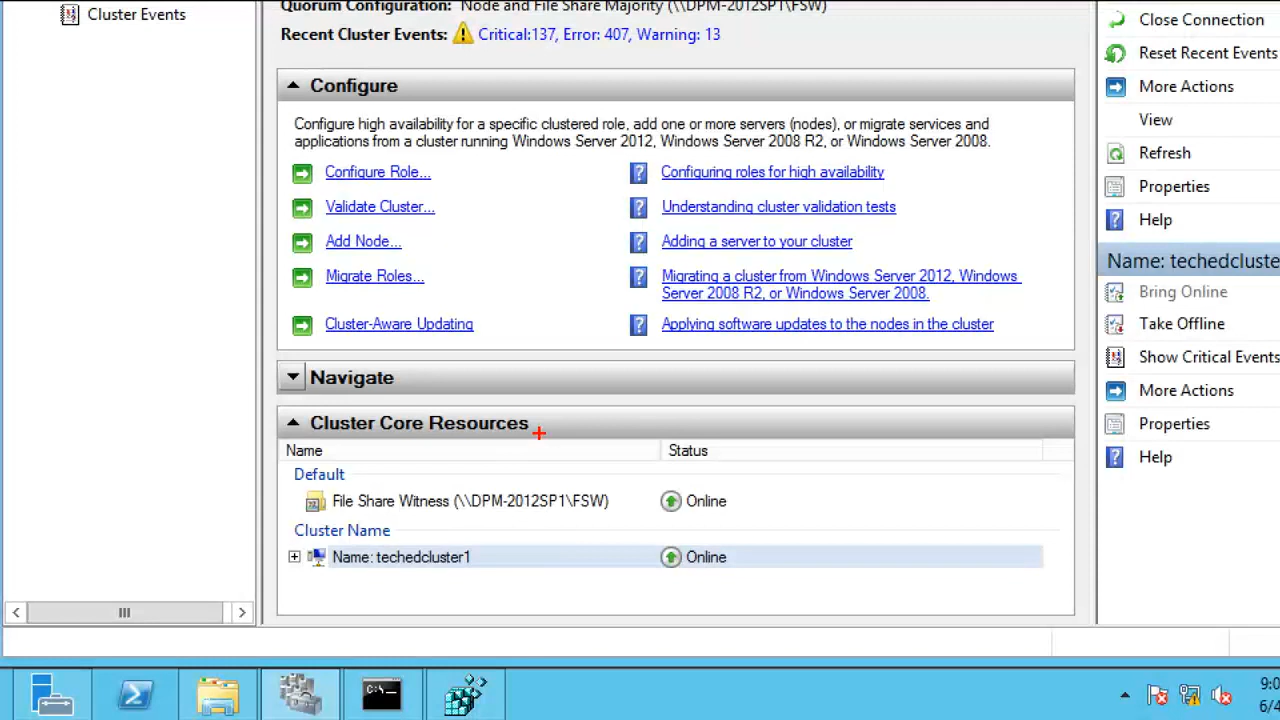 Cluster Events
Quorum Configuration: Node and File Share Majority (\\DPM-2012SP1\FSW)
Recent Cluster Events: Critical:137, Error: 407, Warning: 13
Configure
Configure high availability for a specific clustered role, add one or more servers (nodes), or migrate services and
applications from a cluster running Windows Server 2012, Windows Server 2008 R2, or Windows Server 2008.
Configure Role...
Configuring roles for high availability
Validate Cluster...
Understanding cluster validation tests
Add Node...
Adding a server to your cluster
Migrate Roles...
Migrating a cluster from Windows Server 2012, Windows
Server 2008 R2, or Windows Server 2008.
Cluster-Aware Updating
Applying software updates to the nodes in the cluster
Navigate
Cluster Core Resources
Name Status
Default
File Share Witness (\\DPM-2012SP1\FSW) Online
Cluster Name
Name: techedcluster1 Online
Close Connection
Reset Recent Events
More Actions
View
Refresh
Properties
Help
Name: techedcluste
Bring Online
Take Offline
Show Critical Events
More Actions
Properties
Help
C:\
9:0
6/4